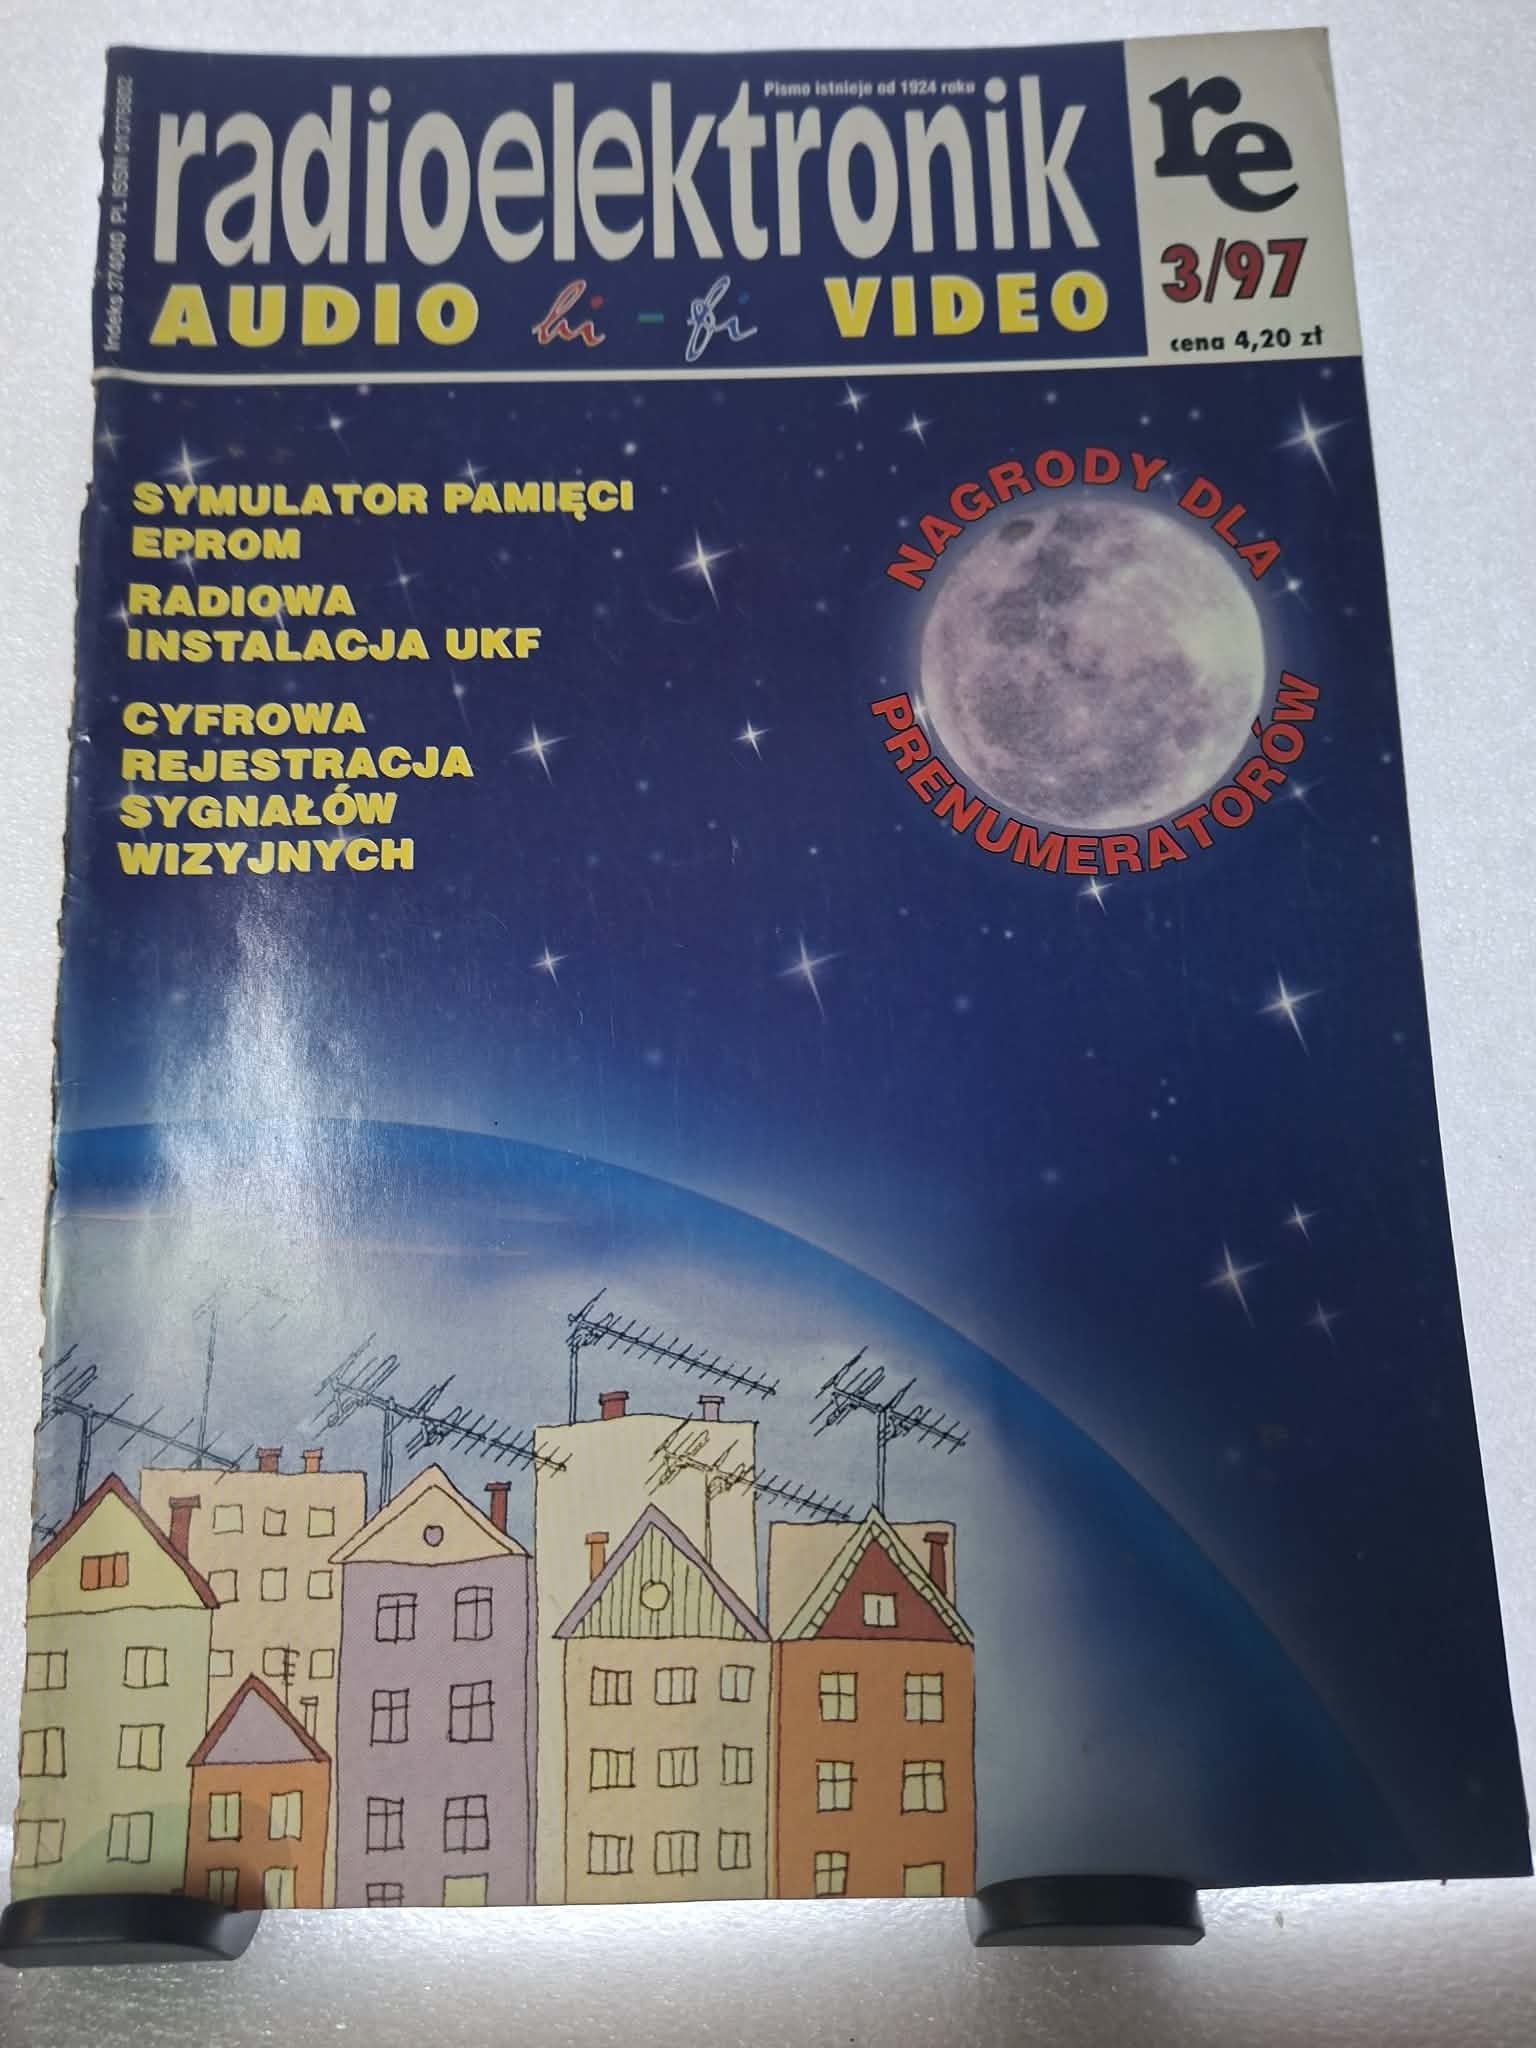 Pismo istnieje od 1924 roku
radioelektronik
AUDIO hi-fi VIDEO
re
3/97
cena 4,20 zł
Indeks 374040 PL ISSN 01376802
SYMULATOR PAMIĘCI
EPROM
RADIOWA
INSTALACJA UKF
CYFROWA
REJESTRACJA
SYGNAŁÓW
WIZYJNYCH
NAGRODY DLA
PRENUMERATORÓW